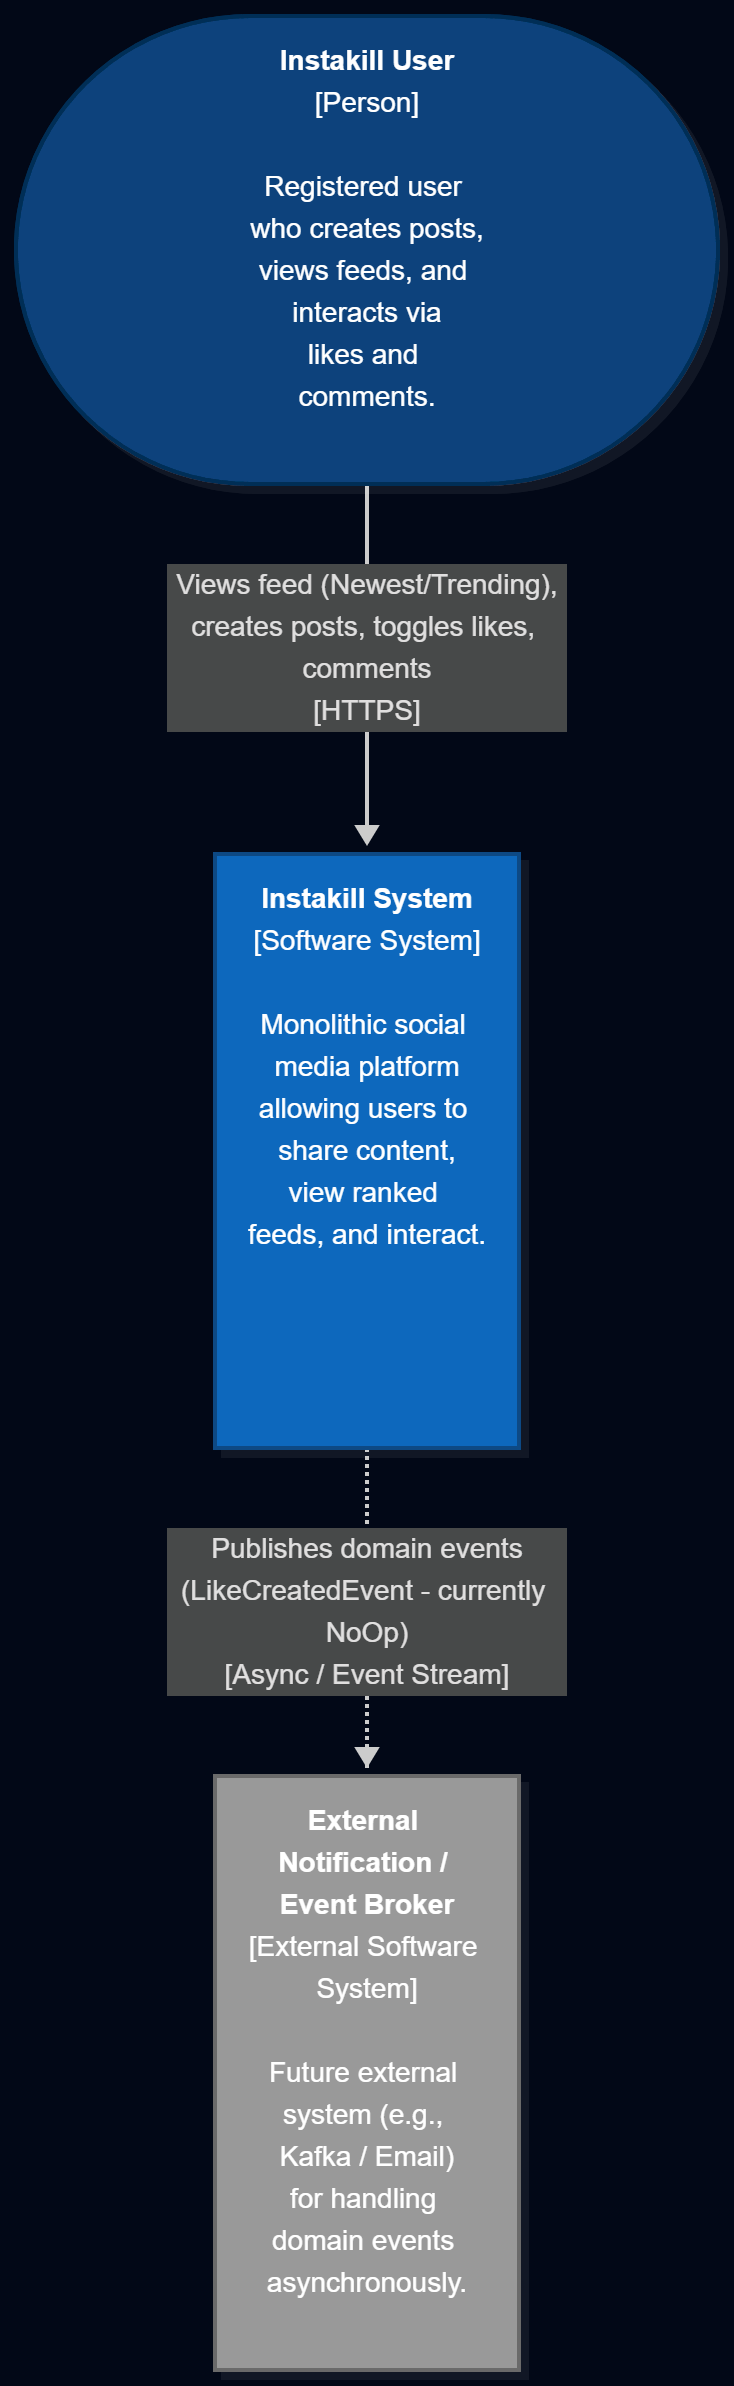 Instakill User
[Person]
Registered user
who creates posts,
views feeds, and
interacts via
likes and
comments.
Views feed (Newest/Trending),
creates posts, toggles likes,
comments
[HTTPS]
Instakill System
[Software System]
Monolithic social
media platform
allowing users to
share content,
view ranked
feeds, and interact.
Publishes domain events
(LikeCreatedEvent - currently
NoOp)
[Async / Event Stream]
External
Notification /
Event Broker
[External Software
System]
Future external
system (e.g.,
Kafka / Email)
for handling
domain events
asynchronously.